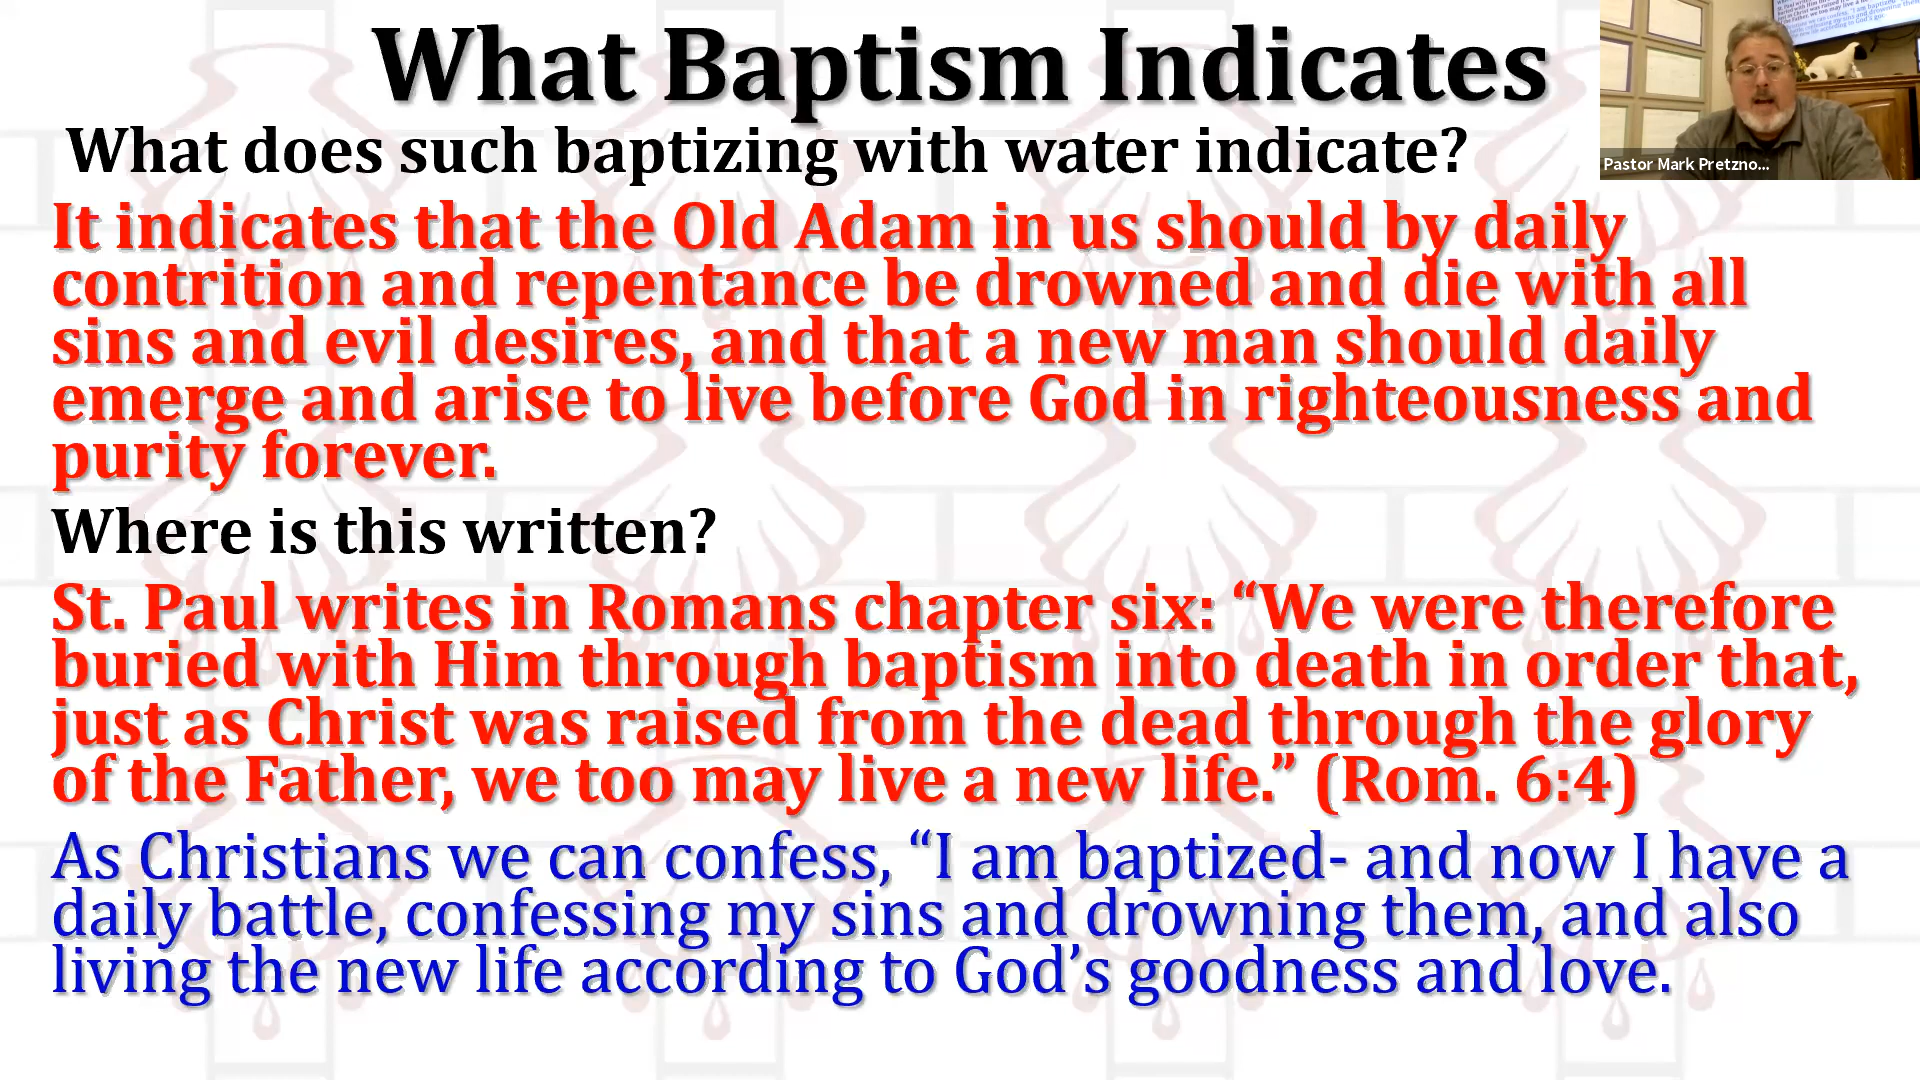 What Baptism Indicates
What does such baptizing with water indicate?
It indicates that the Old Adam in us should by daily
contrition and repentance be drowned and die with all
sins and evil desires, and that a new man should daily
emerge and arise to live before God in righteousness and
purity forever.
Where is this written?
St. Paul writes in Romans chapter six: “We were therefore
buried with Him through baptism into death in order that,
just as Christ was raised from the dead through the glory
of the Father, we too may live a new life.” (Rom. 6:4)
As Christians we can confess, “I am baptized- and now I have a
daily battle, confessing my sins and drowning them, and also
living the new life according to God’s goodness and love.
Pastor Mark Pretzno...